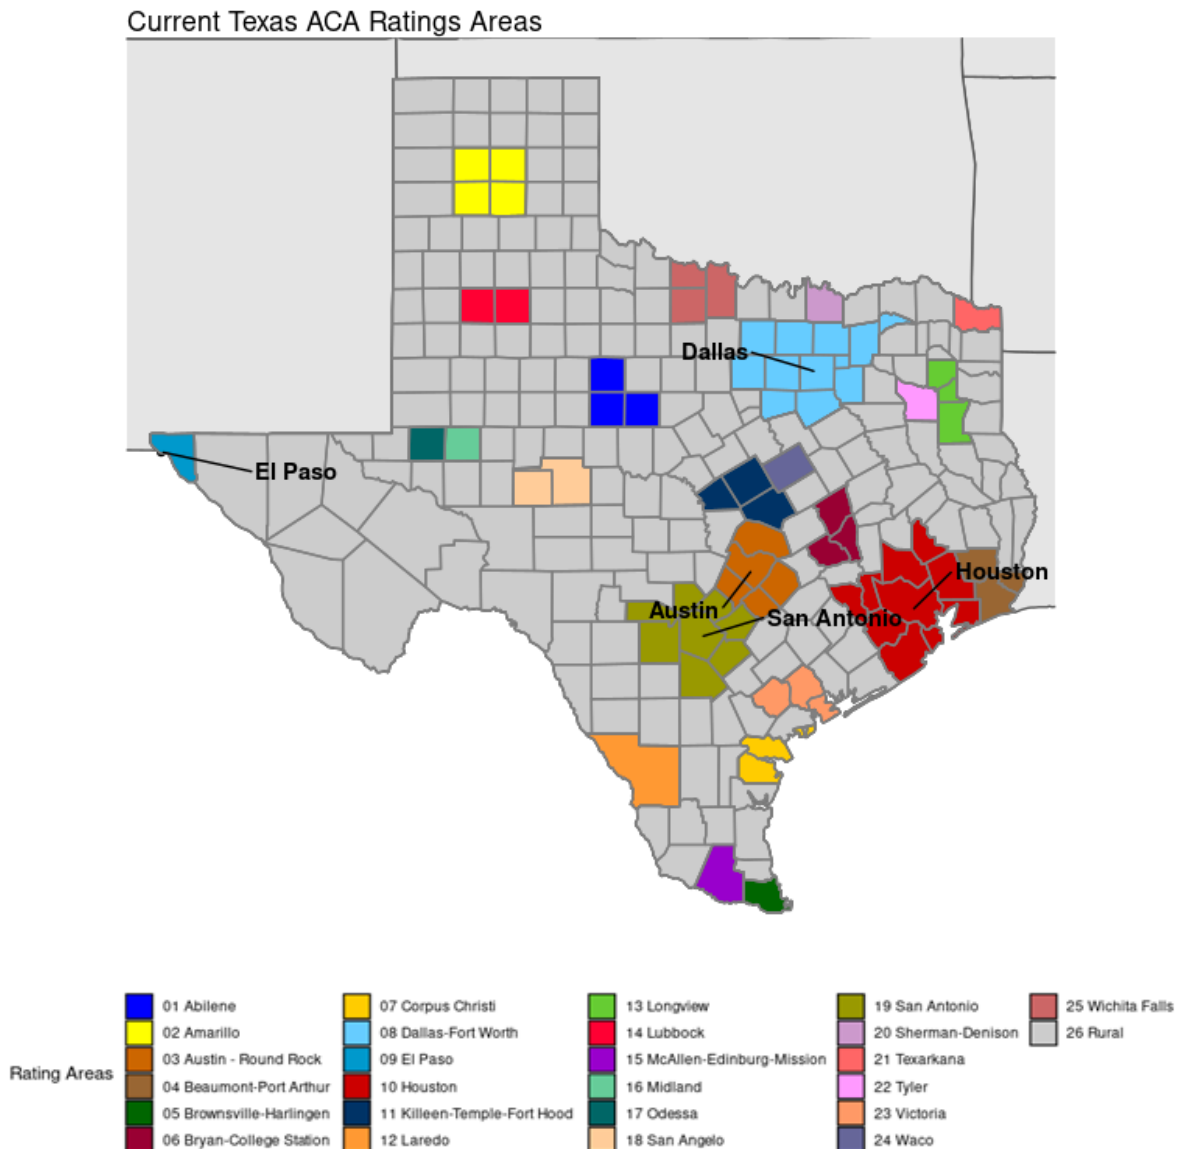 Current Texas ACA Ratings Areas
Dallas
El Paso
Houston
Austin
San Antonio
Rating Areas
01 Abilene
02 Amarillo
03 Austin - Round Rock
04 Beaumont-Port Arthur
05 Brownsville-Harlingen
06 Bryan-College Station
07 Corpus Christi
08 Dallas-Fort Worth
09 El Paso
10 Houston
11 Killeen-Temple-Fort Hood
12 Laredo
13 Longview
14 Lubbock
15 McAllen-Edinburg-Mission
16 Midland
17 Odessa
18 San Angelo
19 San Antonio
20 Sherman-Denison
21 Texarkana
22 Tyler
23 Victoria
24 Waco
25 Wichita Falls
26 Rural